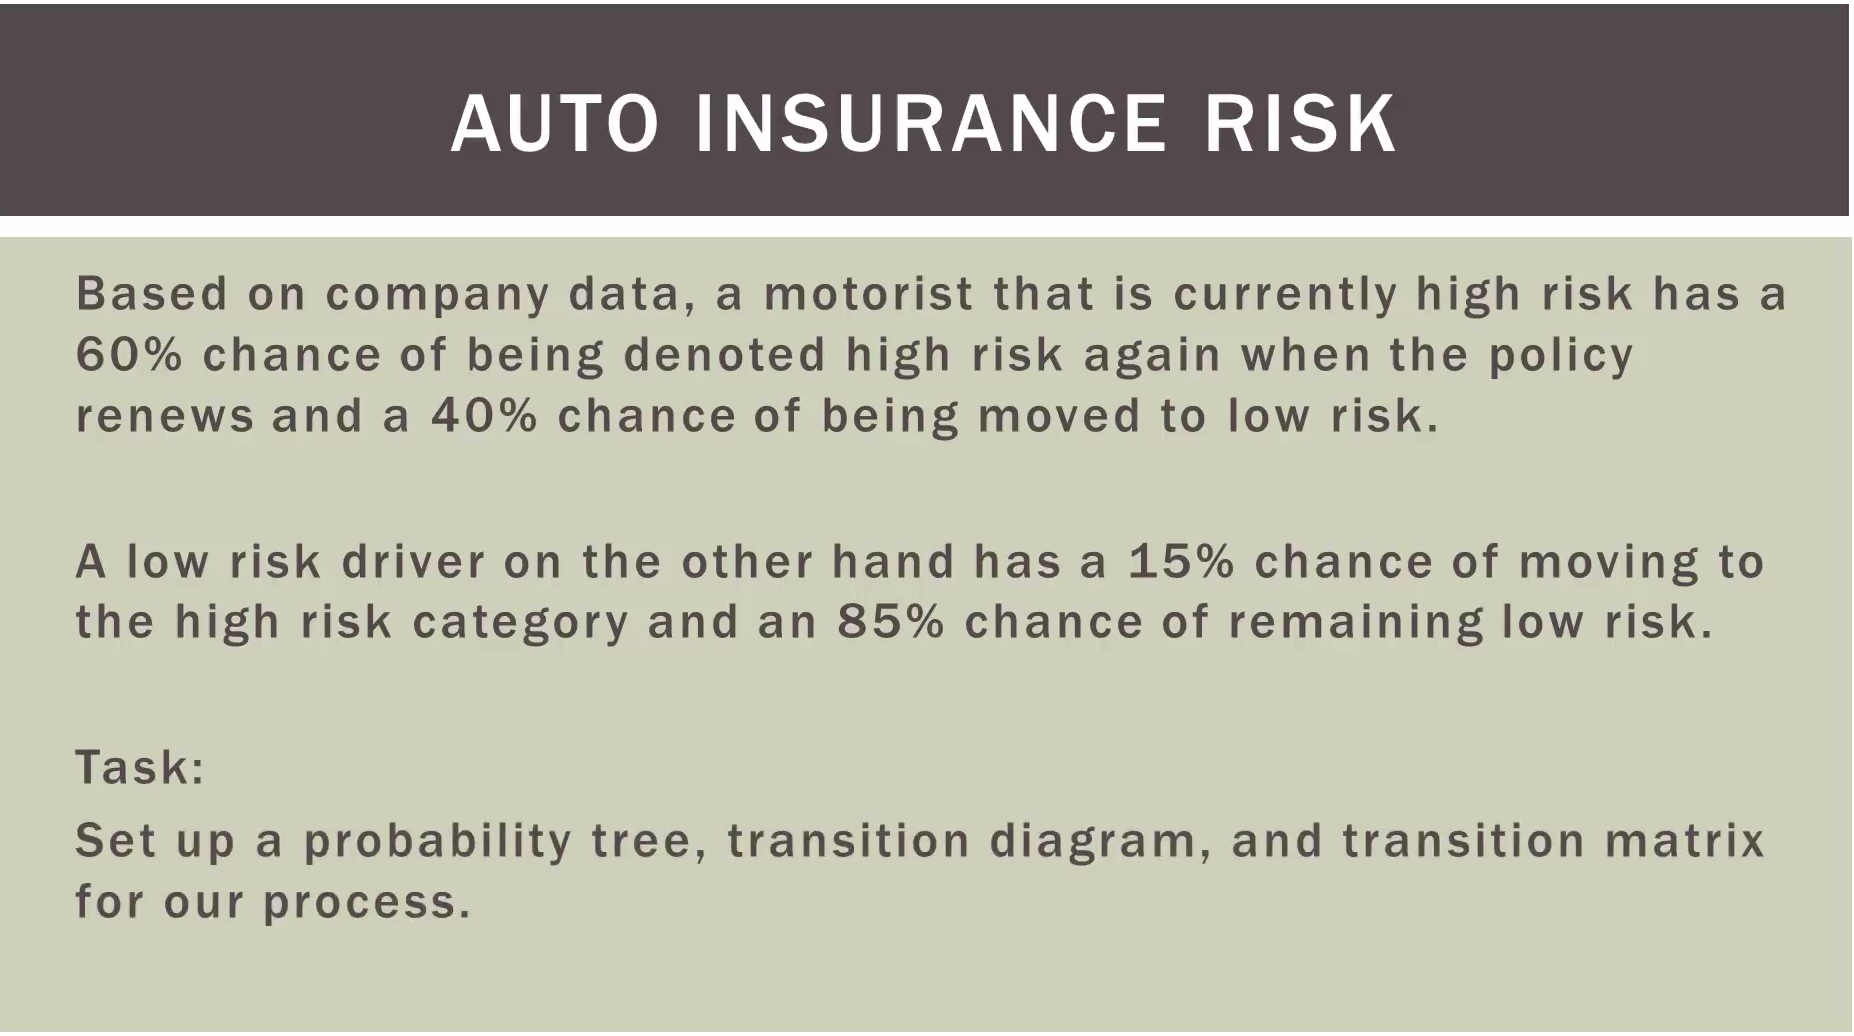 AUTO INSURANCE RISK
Based on company data, a motorist that is currently high risk has a
60% chance of being denoted high risk again when the policy
renews and a 40% chance of being moved to low risk.
A low risk driver on the other hand has a 15% chance of moving to
the high risk category and an 85% chance of remaining low risk.
Task:
Set up a probability tree, transition diagram, and transition matrix
for our process.